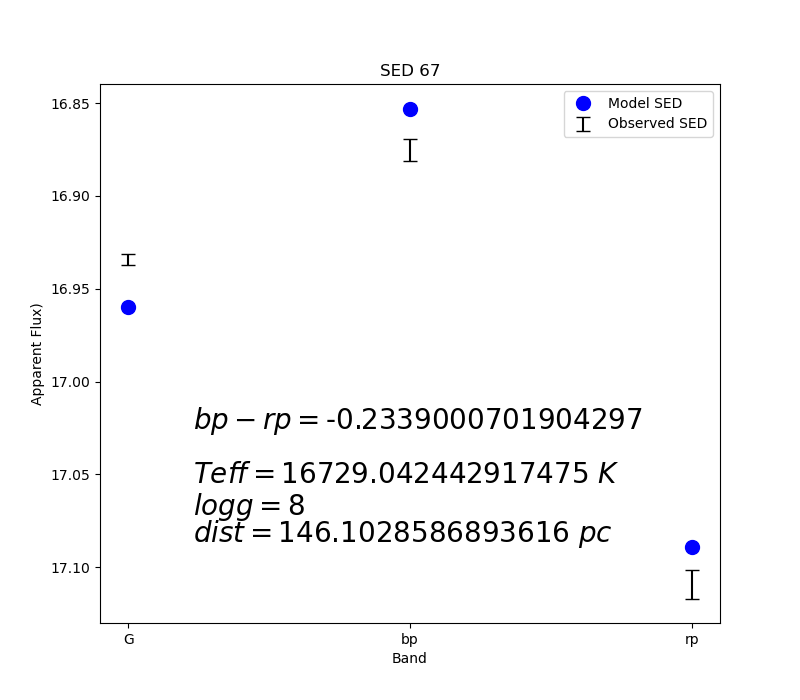 SED 67
Model SED
Observed SED
16.85
16.90
16.95
17.00
17.05
17.10
Apparent Flux)
bp − rp = -0.2339000701904297
Teff = 16729.042442917475 K
logg = 8
dist = 146.1028586893616 pc
G
bp
rp
Band